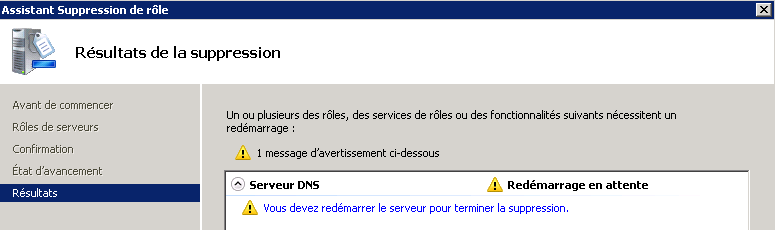 Assistant Suppression de rôle
Résultats de la suppression
Avant de commencer
Rôles de serveurs
Confirmation
État d'avancement
Résultats
Un ou plusieurs des rôles, des services de rôles ou des fonctionnalités suivants nécessitent un
redémarrage :
1 message d'avertissement ci-dessous
Serveur DNS Redémarrage en attente
Vous devez redémarrer le serveur pour terminer la suppression.